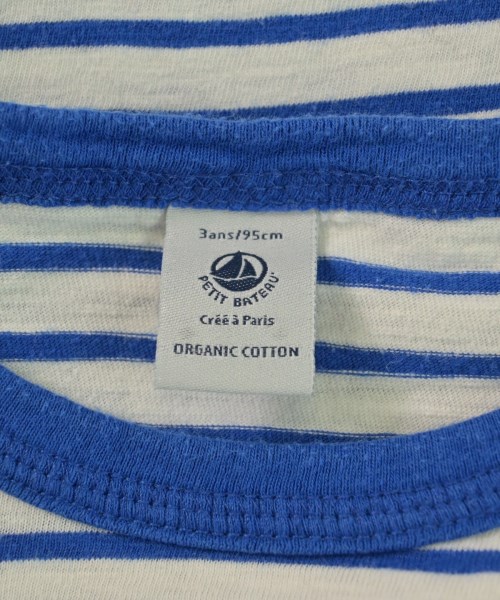 3ans/95cm
PETIT BATEAU
Créé à Paris
ORGANIC COTTON